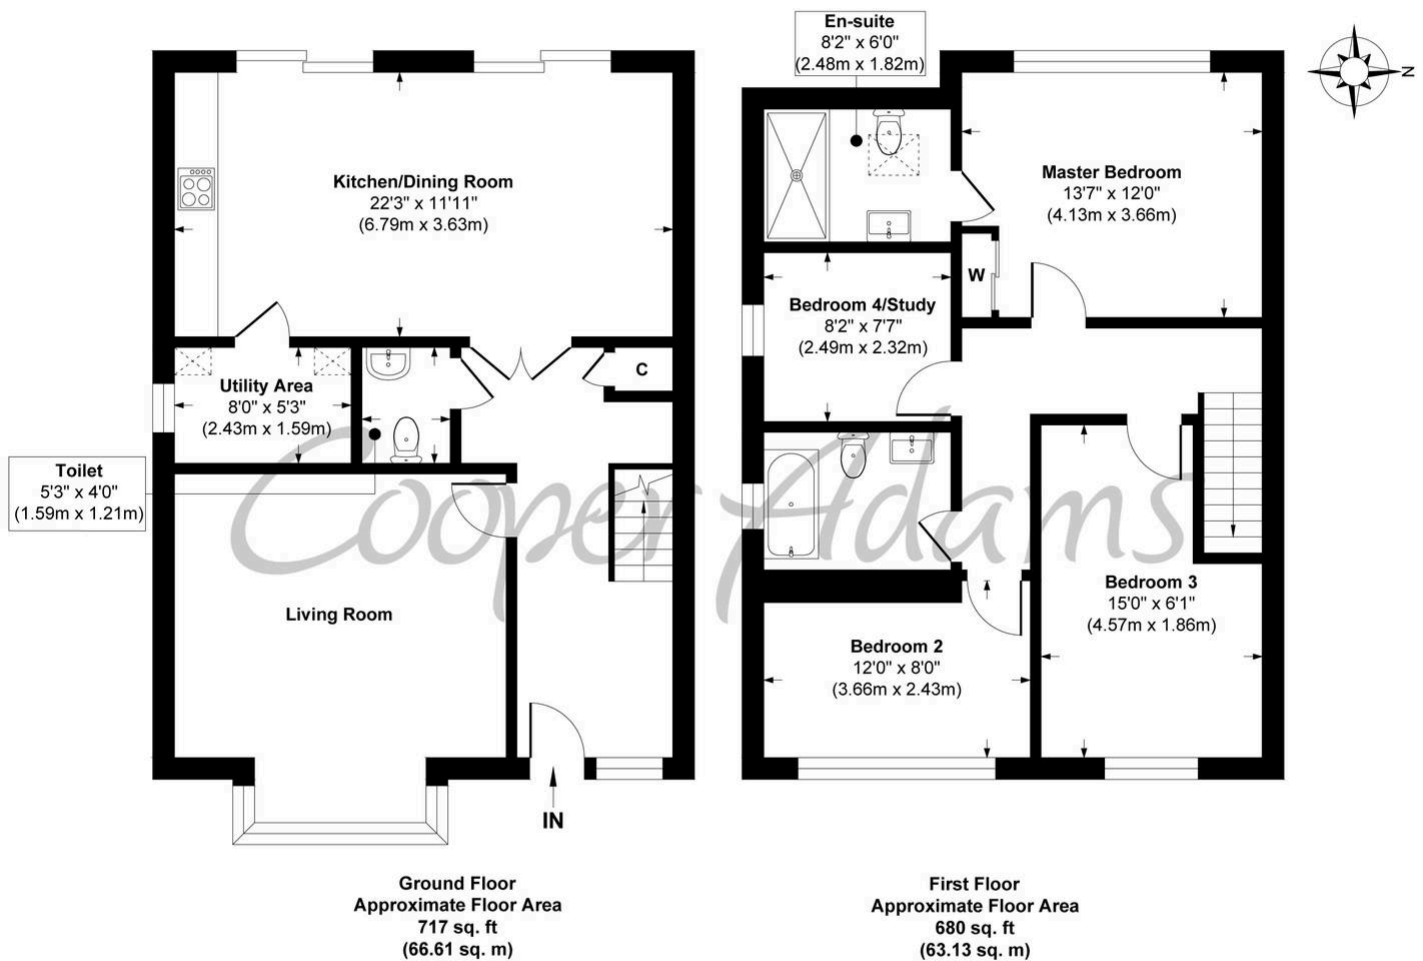 En-suite
8'2" x 6'0"
(2.48m x 1.82m)
N
Kitchen/Dining Room
22'3" x 11'11"
(6.79m x 3.63m)
Master Bedroom
13'7" x 12'0"
(4.13m x 3.66m)
W
Bedroom 4/Study
8'2" x 7'7"
(2.49m x 2.32m)
C
Utility Area
8'0" x 5'3"
(2.43m x 1.59m)
Toilet
5'3" x 4'0"
(1.59m x 1.21m)
Cooper Adams
Living Room
Bedroom 3
15'0" x 6'1"
(4.57m x 1.86m)
Bedroom 2
12'0" x 8'0"
(3.66m x 2.43m)
IN
Ground Floor
Approximate Floor Area
717 sq. ft
(66.61 sq. m)
First Floor
Approximate Floor Area
680 sq. ft
(63.13 sq. m)